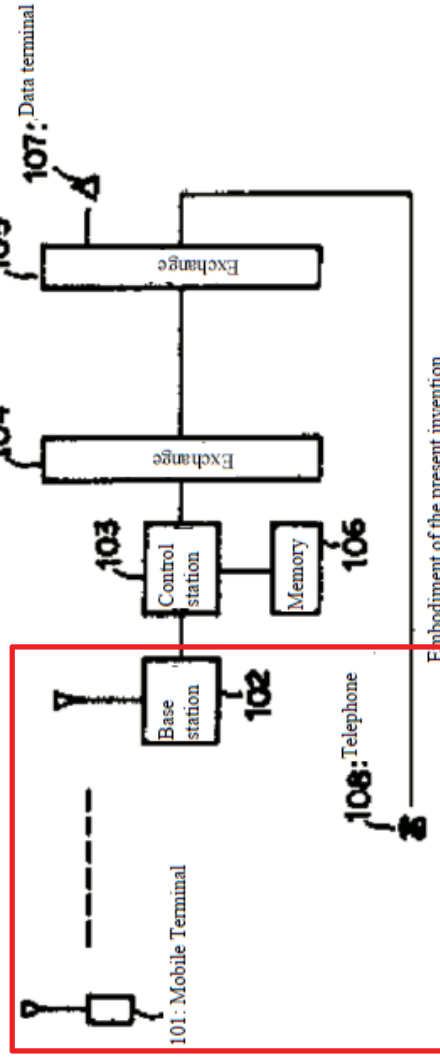 107: Data terminal
Exchange
Exchange
103
Control
station
Memory
106
Base
station
102
108: Telephone
101: Mobile Terminal
Embodiment of the present invention